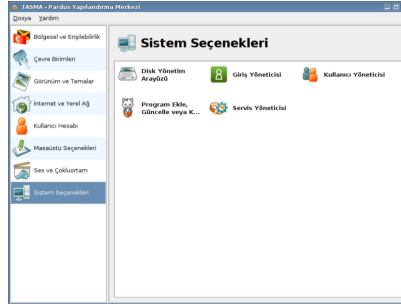 TASMA - Pardus Yapılandırma Merkezi
Dosya Yardım
Bölgesel ve Erişilebilirlik
Çevre Birimleri
Görünüm ve Temalar
İnternet ve Yerel Ağ
Kullanıcı Hesabı
Masaüstü Seçenekleri
Ses ve Çokluortam
Sistem Seçenekleri
Sistem Seçenekleri
Disk Yönetim
Arayüzü
Giriş Yöneticisi
Kullanıcı Yöneticisi
Program Ekle,
Güncelle veya K...
Servis Yöneticisi